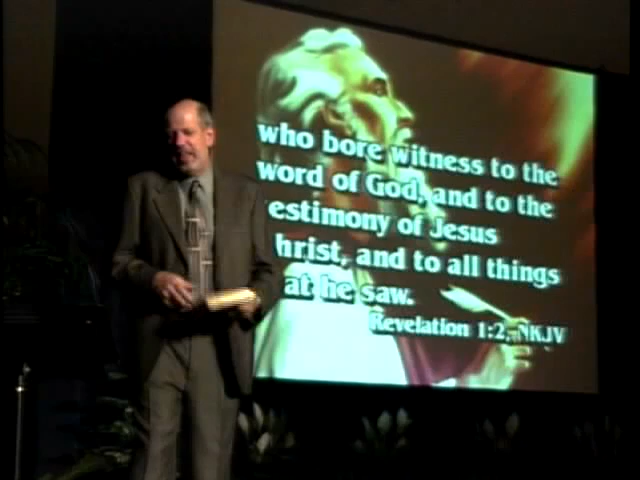 who bore witness to the
word of God, and to the
estimony of Jesus
hrist, and to all things
at he saw.
Revelation 1:2, NKJV